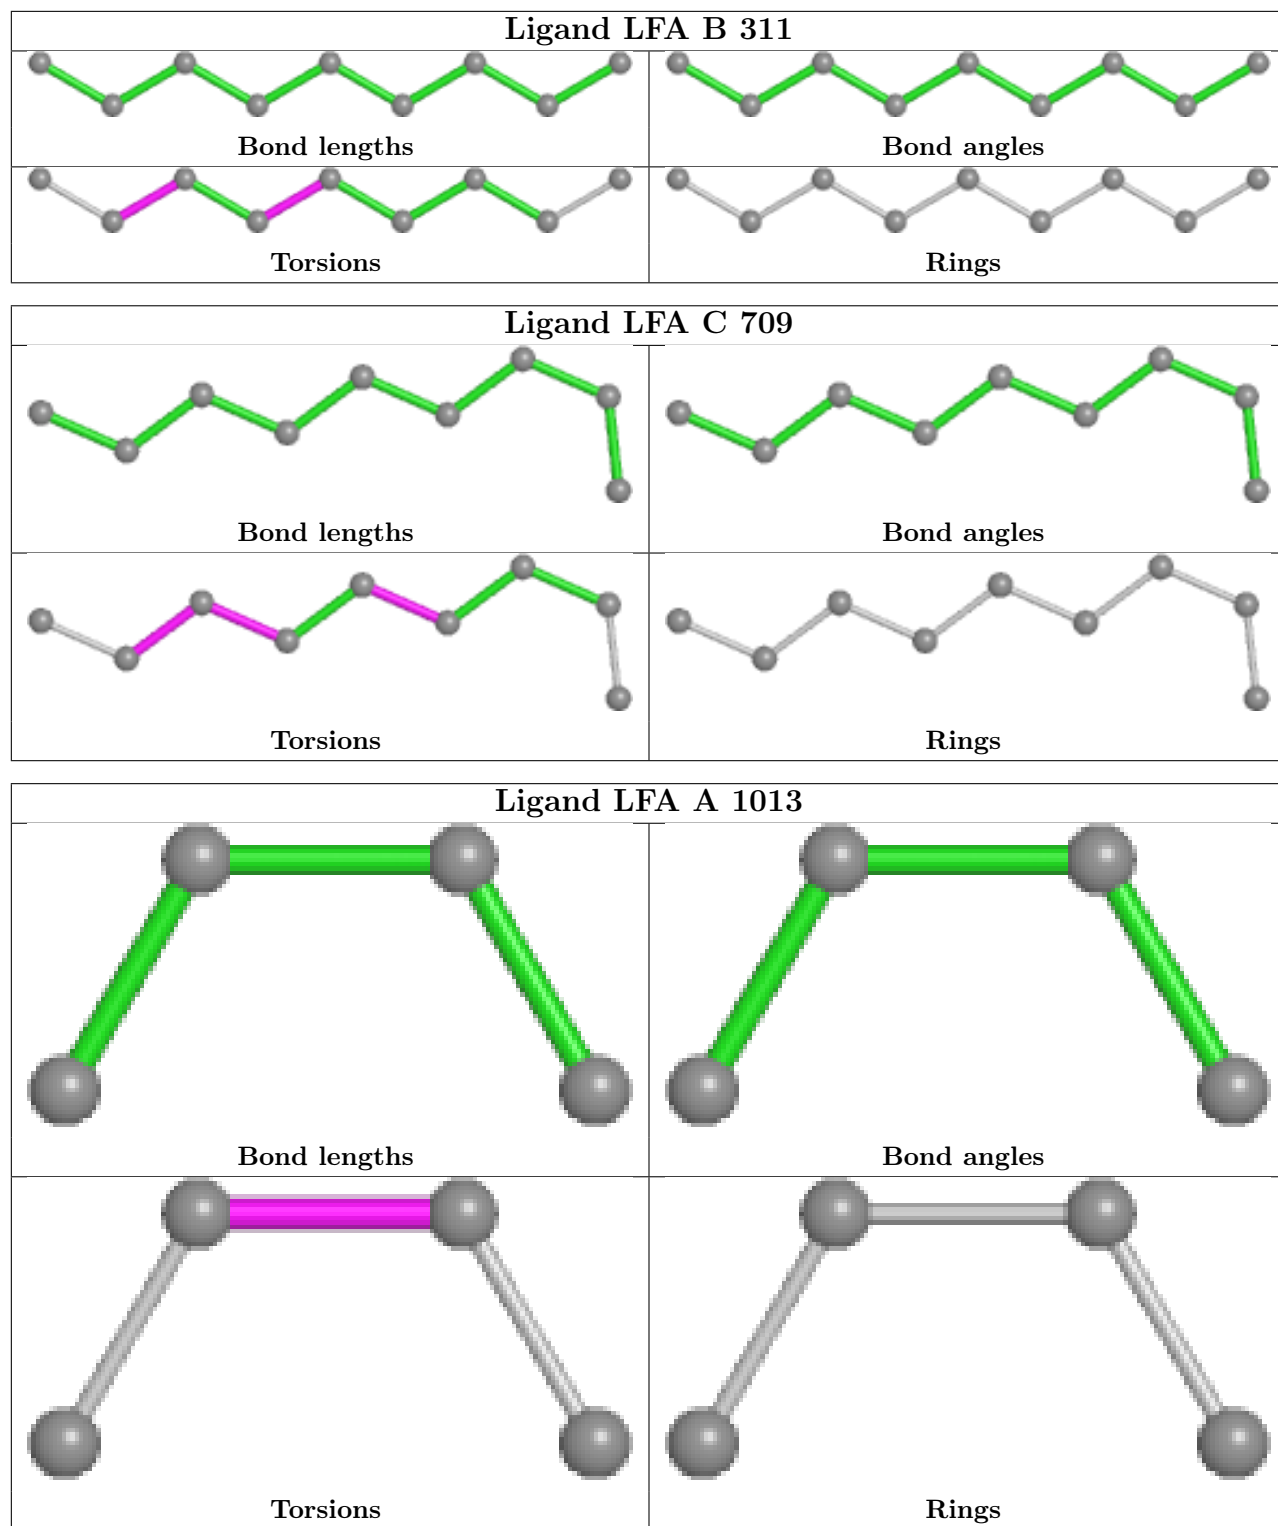 Ligand LFA B 311
Bond lengths
Bond angles
Torsions
Rings
Ligand LFA C 709
Bond lengths
Bond angles
Torsions
Rings
Ligand LFA A 1013
Bond lengths
Bond angles
Torsions
Rings